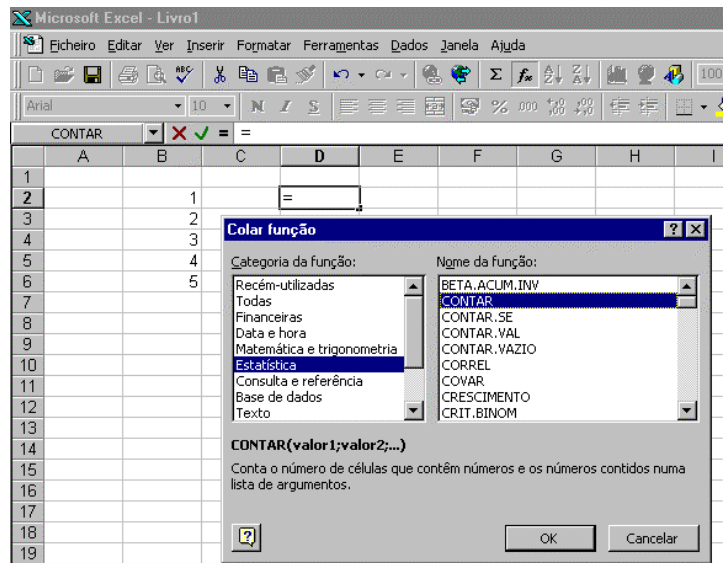 Microsoft Excel - Livro1
Ficheiro Editar Ver Inserir Formatar Ferramentas Dados Janela Ajuda
ABC Σ fx A Z Z A 100
Arial 10 N I S % 000
CONTAR = =
A B C D E F G H I
1
2 1 =
3 2
4 3
5 4
6 5
7
8
9
10
11
12
13
14
15
16
17
18
19
Colar função ? X
Categoria da função:
Recém-utilizadas
Todas
Financeiras
Data e hora
Matemática e trigonometria
Estatística
Consulta e referência
Base de dados
Texto
Nome da função:
BETA.ACUM.INV
CONTAR
CONTAR.SE
CONTAR.VAL
CONTAR.VAZIO
CORREL
COVAR
CRESCIMENTO
CRIT.BINOM
CONTAR(valor1;valor2;...)
Conta o número de células que contêm números e os números contidos numa
lista de argumentos.
? OK Cancelar